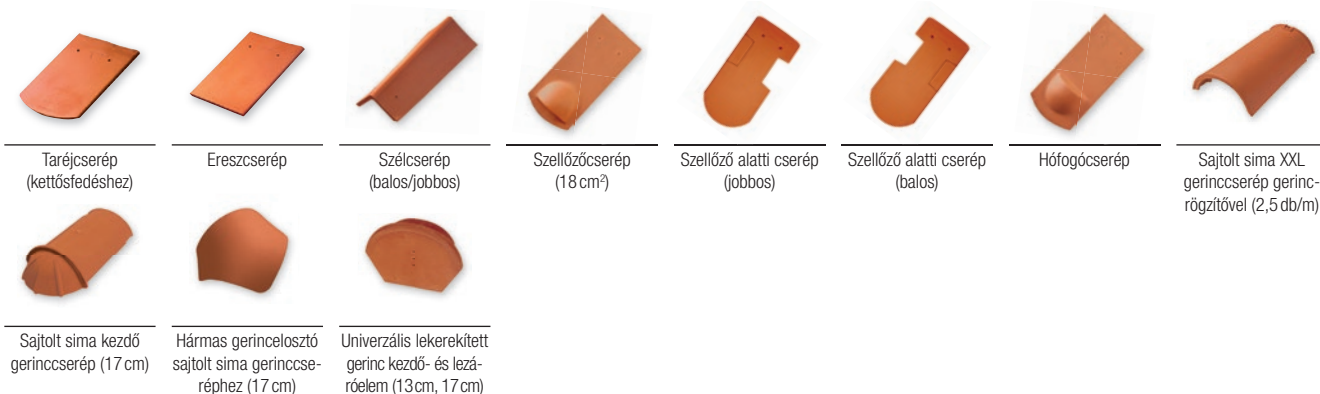 Taréjcserép
(kettősfedéshez)
Ereszcserép
Szélcserép
(balos/jobbos)
Szellőzőcserép
(18 cm²)
Szellőző alatti cserép
(jobbos)
Szellőző alatti cserép
(balos)
Hófogócserép
Sajtolt sima XXL
gerinccserép gerinc-
rögzítővel (2,5 db/m)
Sajtolt sima kezdő
gerinccserép (17 cm)
Hármas gerincelosztó
sajtolt sima gerinccse-
réphez (17 cm)
Univerzális lekerekített
gerinc kezdő- és lezá-
róelem (13 cm, 17 cm)